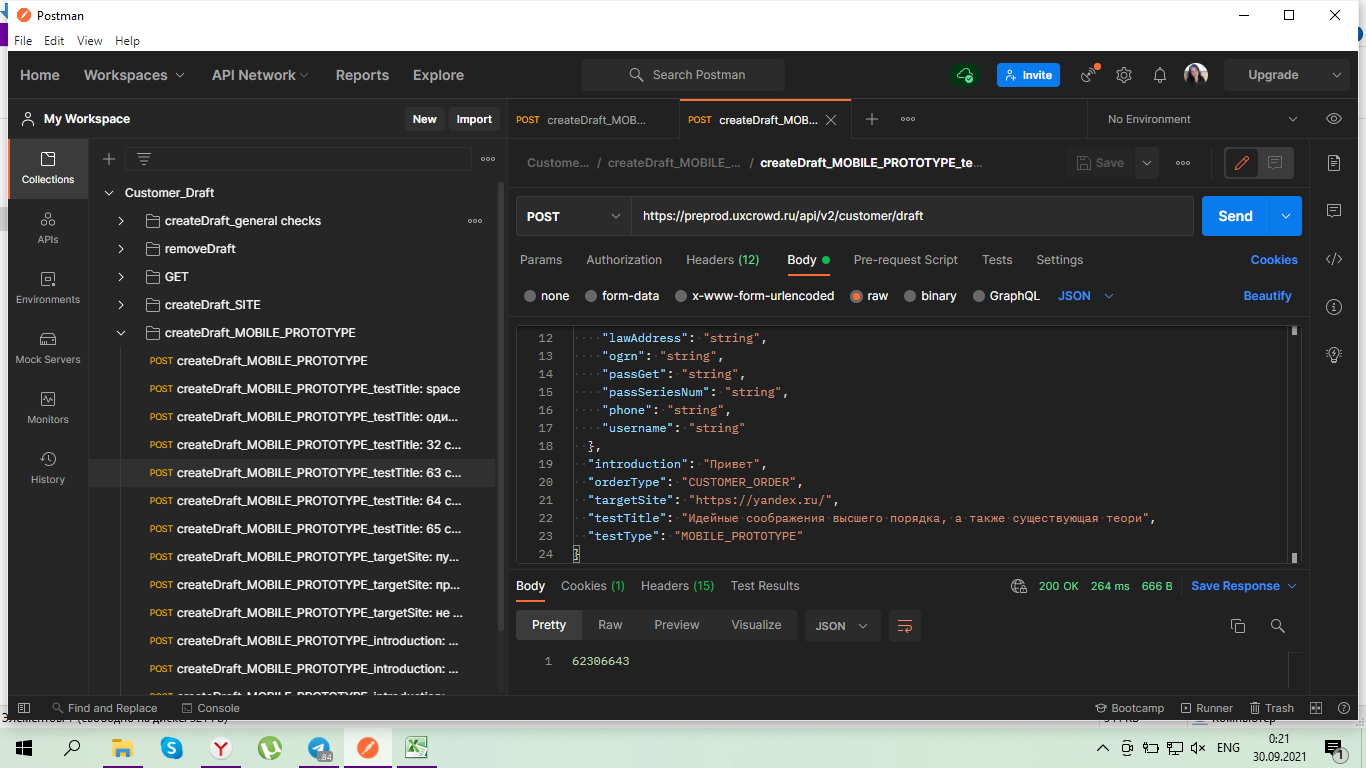 Postman
File Edit View Help
Home Workspaces API Network Reports Explore Search Postman Invite Upgrade
My Workspace New Import
POST createDraft_MOB... POST createDraft_MOB... No Environment
Custome... / createDraft_MOBILE_... / createDraft_MOBILE_PROTOTYPE_te... Save
Collections
APIs
Environments
Mock Servers
Monitors
History
Customer_Draft
createDraft_general checks
removeDraft
GET
createDraft_SITE
createDraft_MOBILE_PROTOTYPE
POST createDraft_MOBILE_PROTOTYPE
POST createDraft_MOBILE_PROTOTYPE_testTitle: space
POST createDraft_MOBILE_PROTOTYPE_testTitle: оди...
POST createDraft_MOBILE_PROTOTYPE_testTitle: 32 с...
POST createDraft_MOBILE_PROTOTYPE_testTitle: 63 с...
POST createDraft_MOBILE_PROTOTYPE_testTitle: 64 с...
POST createDraft_MOBILE_PROTOTYPE_testTitle: 65 с...
POST createDraft_MOBILE_PROTOTYPE_targetSite: пу...
POST createDraft_MOBILE_PROTOTYPE_targetSite: пр...
POST createDraft_MOBILE_PROTOTYPE_targetSite: не ...
POST createDraft_MOBILE_PROTOTYPE_introduction: ...
POST createDraft_MOBILE_PROTOTYPE_introduction: ...
POST https://preprod.uxcrowd.ru/api/v2/customer/draft Send
Params Authorization Headers (12) Body Pre-request Script Tests Settings Cookies
none form-data x-www-form-urlencoded raw binary GraphQL JSON Beautify
12 "lawAddress": "string",
13 "ogrn": "string",
14 "passGet": "string",
15 "passSeriesNum": "string",
16 "phone": "string",
17 "username": "string"
18 },
19 "introduction": "Привет",
20 "orderType": "CUSTOMER_ORDER",
21 "targetSite": "https://yandex.ru/",
22 "testTitle": "Идейные соображения высшего порядка, а также существующая теори",
23 "testType": "MOBILE_PROTOTYPE"
24 }
Body Cookies (1) Headers (15) Test Results 200 OK 264 ms 666 B Save Response
Pretty Raw Preview Visualize JSON
1 62306643
Find and Replace Console Bootcamp Runner Trash
84
ENG
0:21
30.09.2021
1